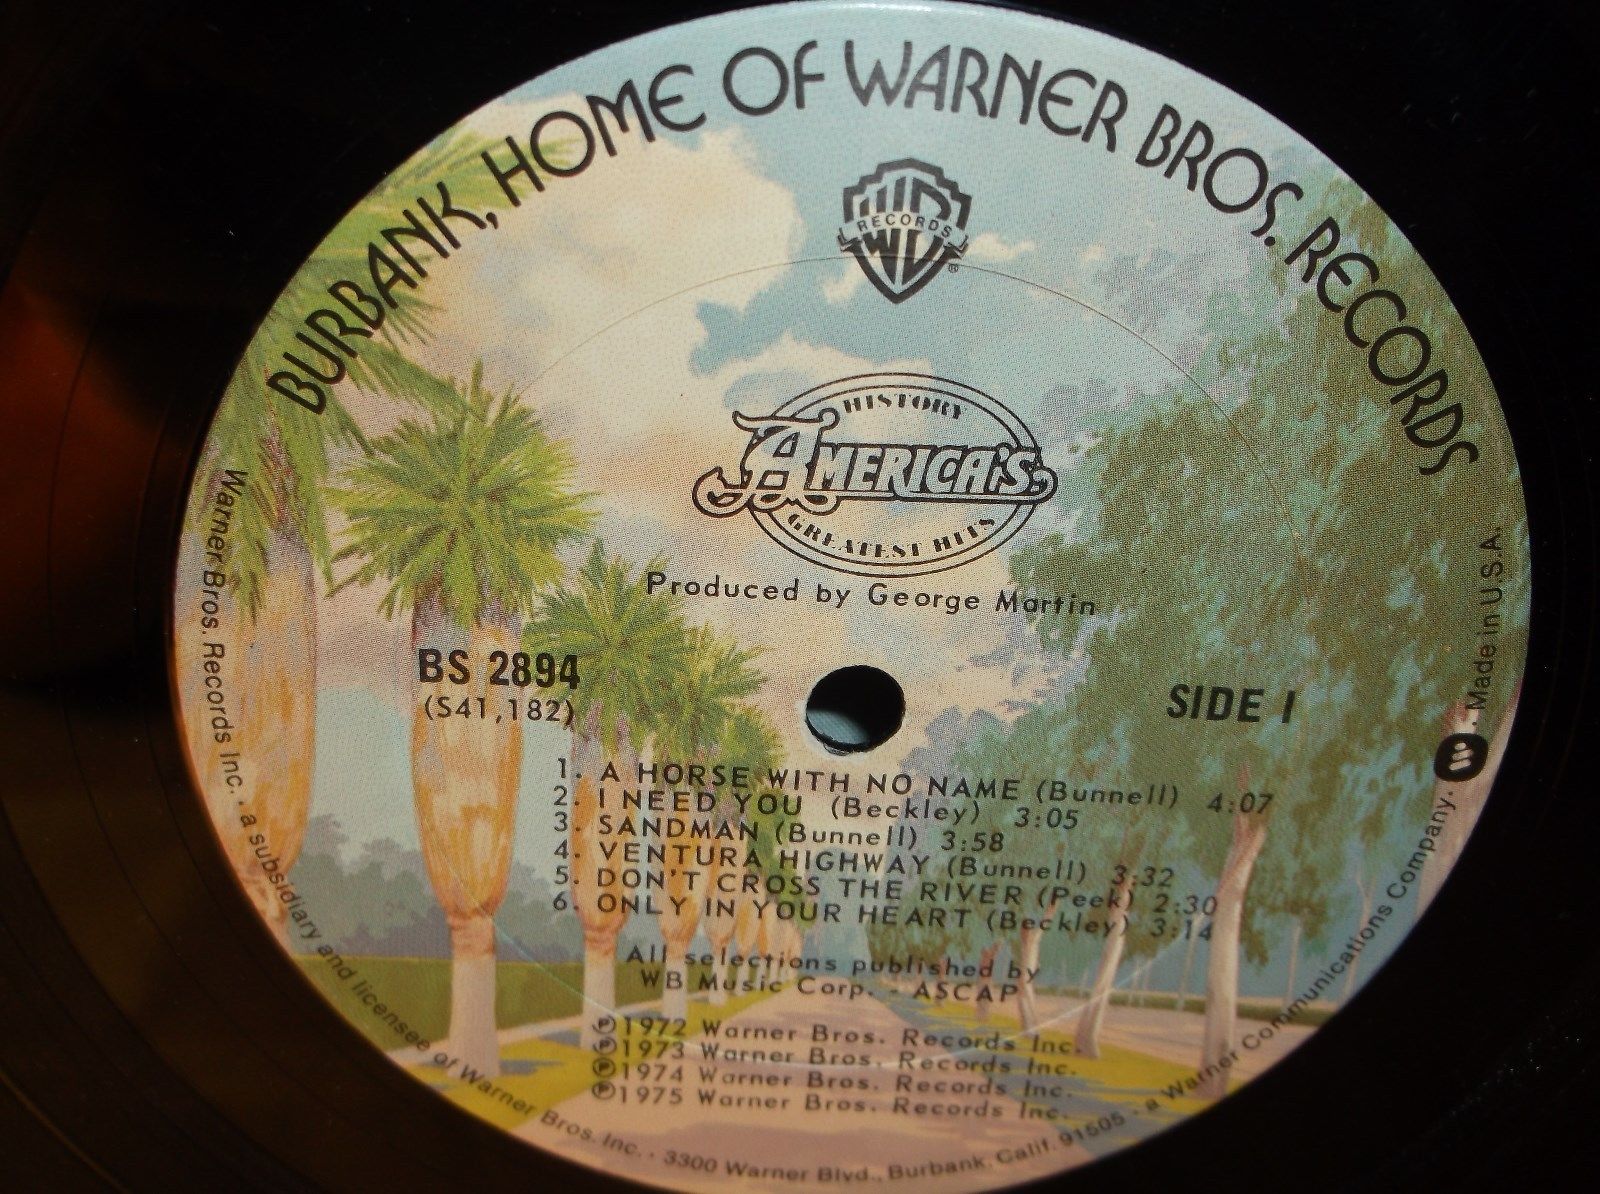 BURBANK, HOME OF WARNER BROS. RECORDS
WB
RECORDS
®
HISTORY
AMERICA'S
GREATEST HITS
Produced by George Martin
BS 2894
(S41,182)
SIDE 1
1. A HORSE WITH NO NAME (Bunnell) 4:07
2. I NEED YOU (Beckley) 3:05
3. SANDMAN (Bunnell) 3:58
4. VENTURA HIGHWAY (Bunnell) 3:32
5. DON'T CROSS THE RIVER (Peek) 2:30
6. ONLY IN YOUR HEART (Beckley) 3:14
All selections published by
WB Music Corp. - ASCAP
℗1972 Warner Bros. Records Inc.
℗1973 Warner Bros. Records Inc.
℗1974 Warner Bros. Records Inc.
℗1975 Warner Bros. Records Inc.
Warner Bros. Records Inc. · a subsidiary and licensee of Warner Bros. Inc. · 3300 Warner Blvd., Burbank, Calif. 91505 · a Warner Communications Company. · Made in U.S.A.